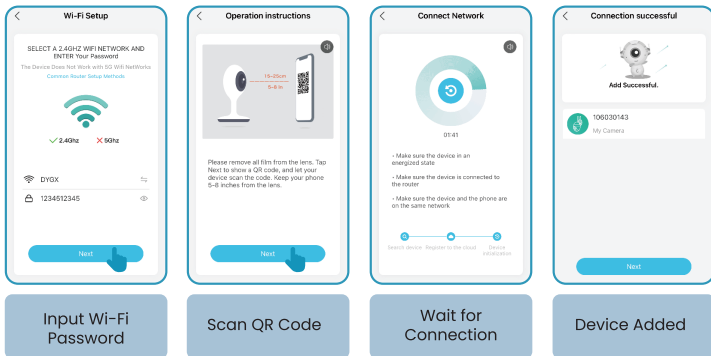 Wi-Fi Setup
SELECT A 2.4GHZ WIFI NETWORK AND
ENTER Your Password
The Device Does Not Work with 5G Wifi NetWorks
Common Router Setup Methods
2.4Ghz
5Ghz
DYGX
1234512345
Next
Input Wi-Fi
Password
Operation instructions
15-25cm
5-8 in
Please remove all film from the lens. Tap
Next to show a QR code, and let your
device scan the code. Keep your phone
5-8 inches from the lens.
Next
Scan QR Code
Connect Network
01:41
• Make sure the device in an
energized state
• Make sure the device is connected to
the router
• Make sure the device and the phone are
on the same network
Search device
Register to the cloud
Device
Initialization
Wait for
Connection
Connection successful
Add Successful.
106030143
My Camera
Next
Device Added